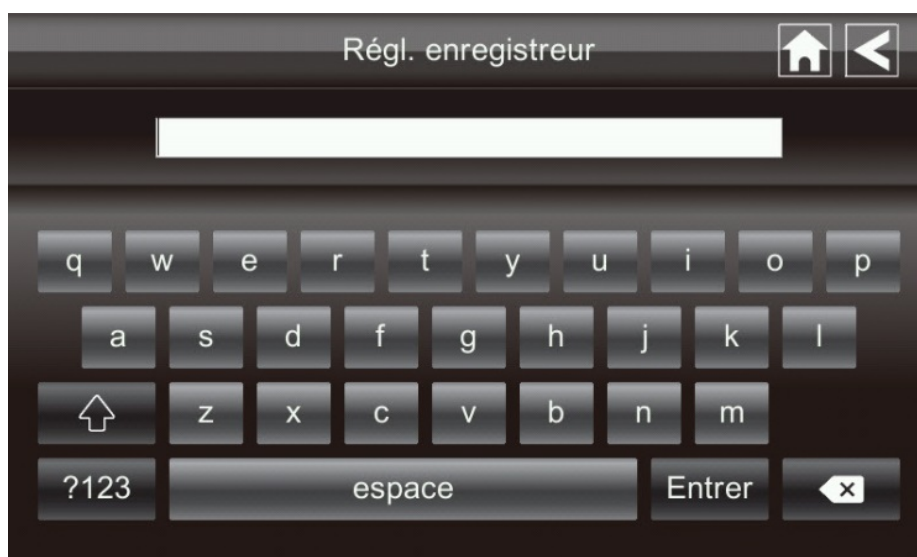 Régl. enregistreur
q w e r t y u i o p
a s d f g h j k l
z x c v b n m
?123 espace Entrer